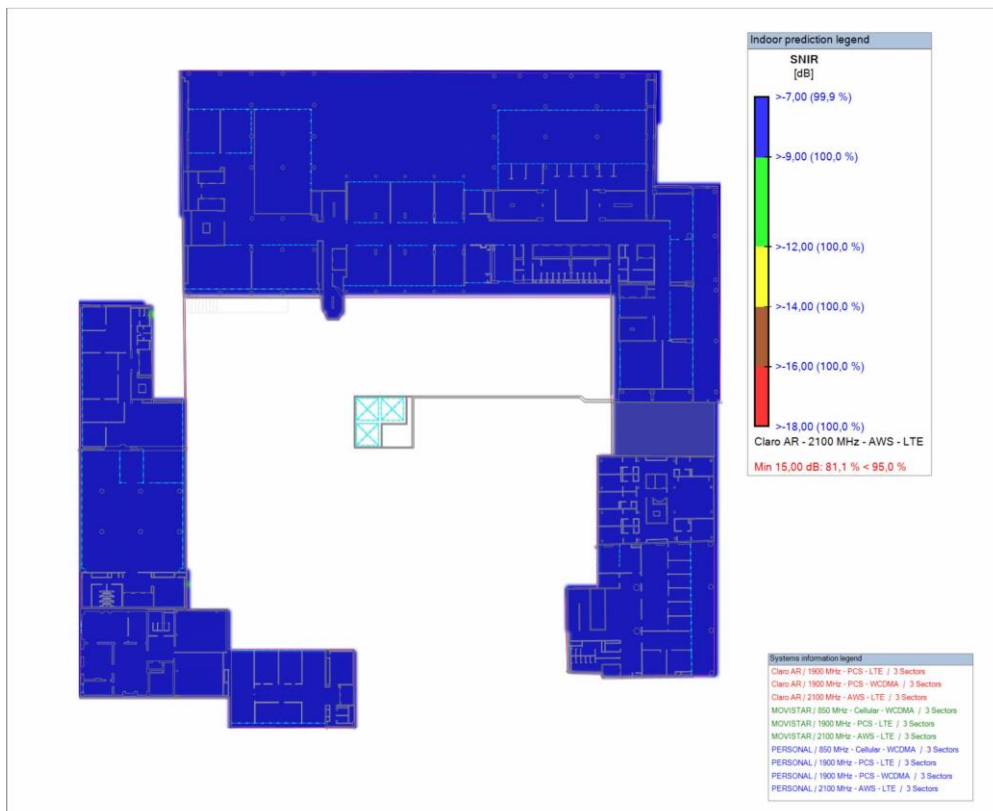 Indoor prediction legend
SNIR
[dB]
>-7,00 (99,9 %)
>-9,00 (100,0 %)
>-12,00 (100,0 %)
>-14,00 (100,0 %)
>-16,00 (100,0 %)
>-18,00 (100,0 %)
Claro AR - 2100 MHz - AWS - LTE
Min 15,00 dB: 81,1 % < 95,0 %
Systems information legend
Claro AR / 1900 MHz - PCS - LTE / 3 Sectors
Claro AR / 1900 MHz - PCS - WCDMA / 3 Sectors
Claro AR / 2100 MHz - AWS - LTE / 3 Sectors
MOVISTAR / 850 MHz - Cellular - WCDMA / 3 Sectors
MOVISTAR / 1900 MHz - PCS - LTE / 3 Sectors
MOVISTAR / 2100 MHz - AWS - LTE / 3 Sectors
PERSONAL / 850 MHz - Cellular - WCDMA / 3 Sectors
PERSONAL / 1900 MHz - PCS - LTE / 3 Sectors
PERSONAL / 1900 MHz - PCS - WCDMA / 3 Sectors
PERSONAL / 2100 MHz - AWS - LTE / 3 Sectors